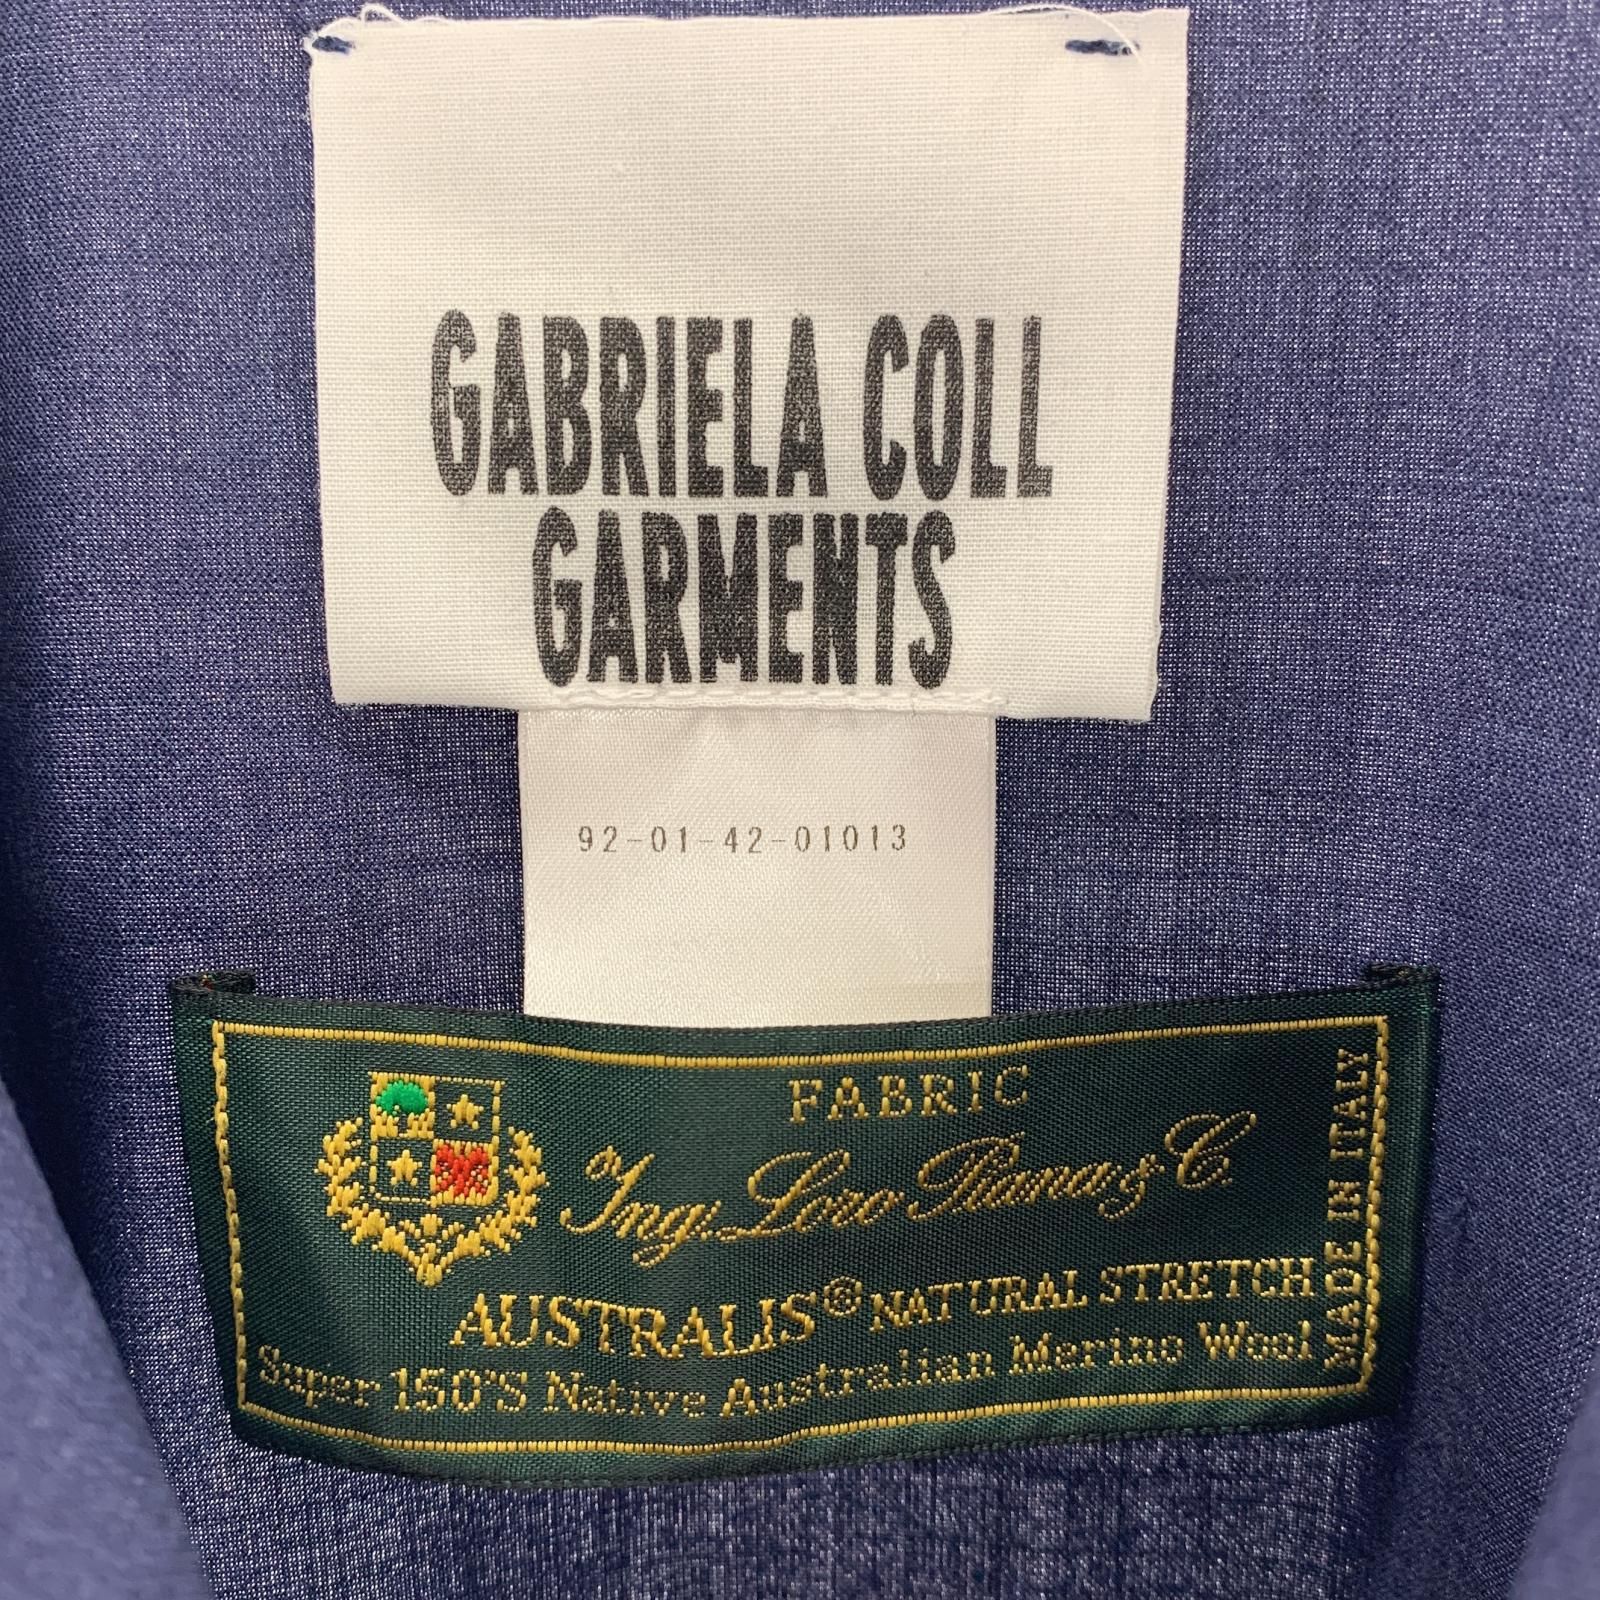 GABRIELA COLL
GARMENTS
92-01-42-01013
FABRIC
Ing. Loro Piana & C.
AUSTRALIS® NATURAL STRETCH
Super 150'S Native Australian Merino Wool
MADE IN ITALY